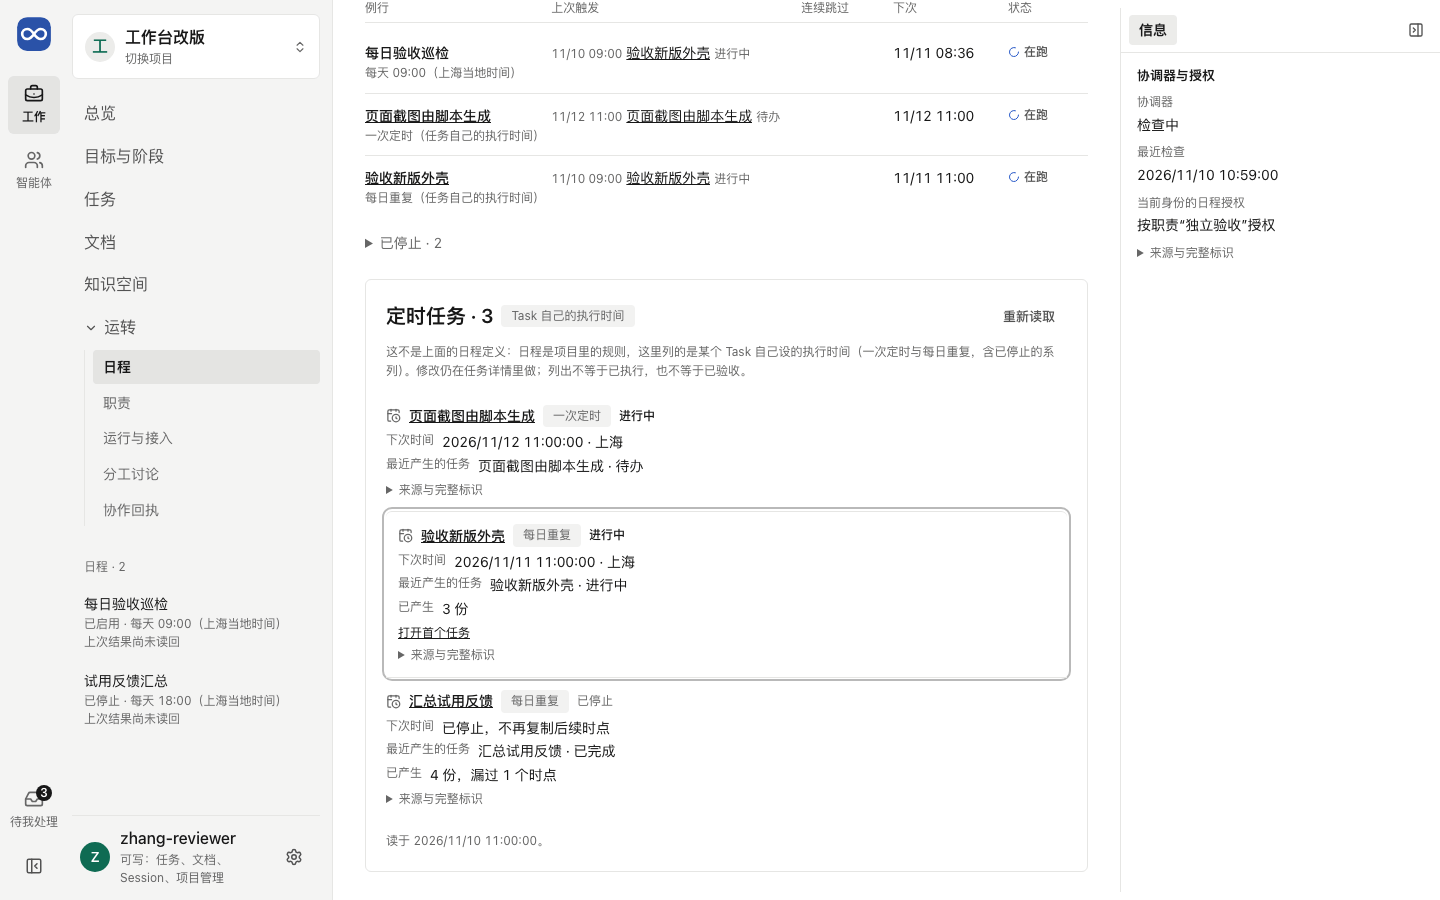 工作
智能体
待我处理
3
工
工作台改版
切换项目
总览
目标与阶段
任务
文档
知识空间
运转
日程
职责
运行与接入
分工讨论
协作回执
日程 · 2
每日验收巡检
已启用 · 每天 09:00（上海当地时间）
上次结果尚未读回
试用反馈汇总
已停止 · 每天 18:00（上海当地时间）
上次结果尚未读回
Z
zhang-reviewer
可写：任务、文档、
Session、项目管理
例行 上次触发 连续跳过 下次 状态
每日验收巡检 11/10 09:00 验收新版外壳 进行中 11/11 08:36 在跑
每天 09:00（上海当地时间）
页面截图由脚本生成 11/12 11:00 页面截图由脚本生成 待办 11/12 11:00 在跑
一次定时（任务自己的执行时间）
验收新版外壳 11/10 09:00 验收新版外壳 进行中 11/11 11:00 在跑
每日重复（任务自己的执行时间）
已停止 · 2
定时任务 · 3 Task 自己的执行时间 重新读取
这不是上面的日程定义：日程是项目里的规则，这里列的是某个 Task 自己设的执行时间（一次定时与每日重复，含已停止的系
列）。修改仍在任务详情里做；列出不等于已执行，也不等于已验收。
页面截图由脚本生成 一次定时 进行中
下次时间 2026/11/12 11:00:00 · 上海
最近产生的任务 页面截图由脚本生成 · 待办
来源与完整标识
验收新版外壳 每日重复 进行中
下次时间 2026/11/11 11:00:00 · 上海
最近产生的任务 验收新版外壳 · 进行中
已产生 3 份
打开首个任务
来源与完整标识
汇总试用反馈 每日重复 已停止
下次时间 已停止，不再复制后续时点
最近产生的任务 汇总试用反馈 · 已完成
已产生 4 份，漏过 1 个时点
来源与完整标识
读于 2026/11/10 11:00:00。
信息
协调器与授权
协调器
检查中
最近检查
2026/11/10 10:59:00
当前身份的日程授权
按职责“独立验收”授权
来源与完整标识